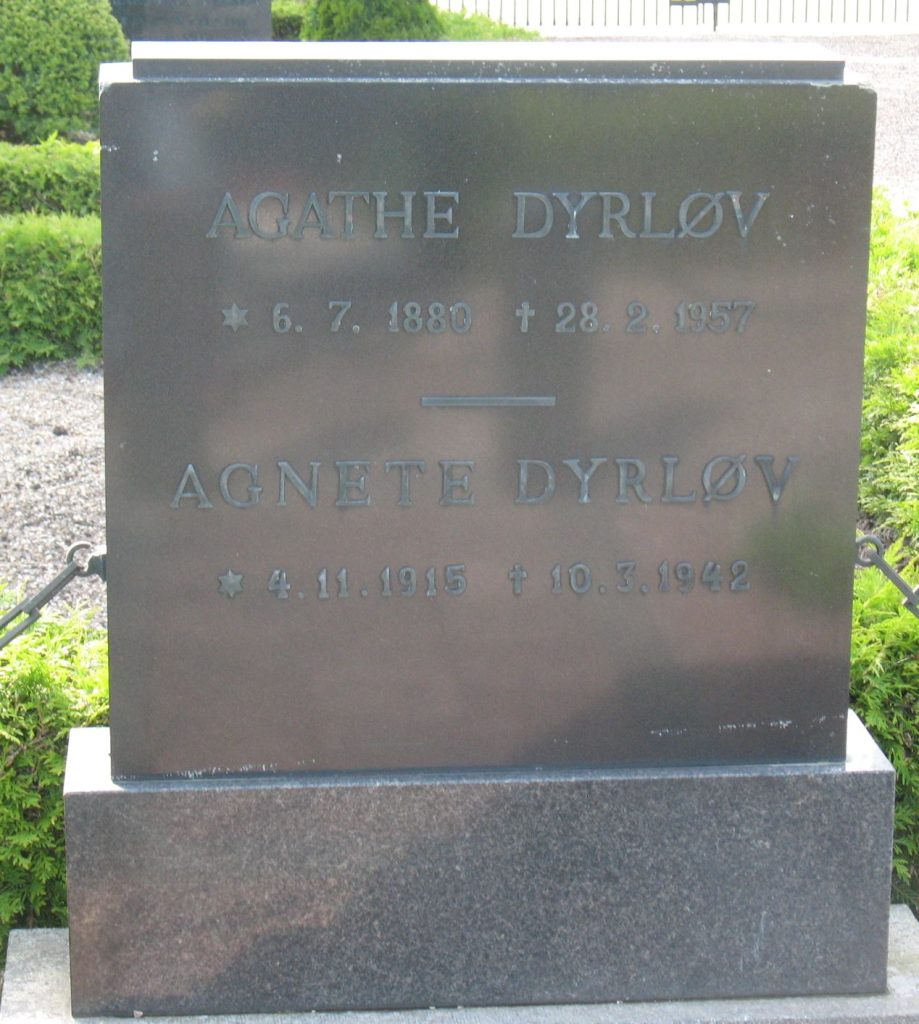 AGATHE DYRLØV
* 6. 7. 1880 † 28. 2. 1957
AGNETE DYRLØV
* 4.11.1915 † 10.3.1942